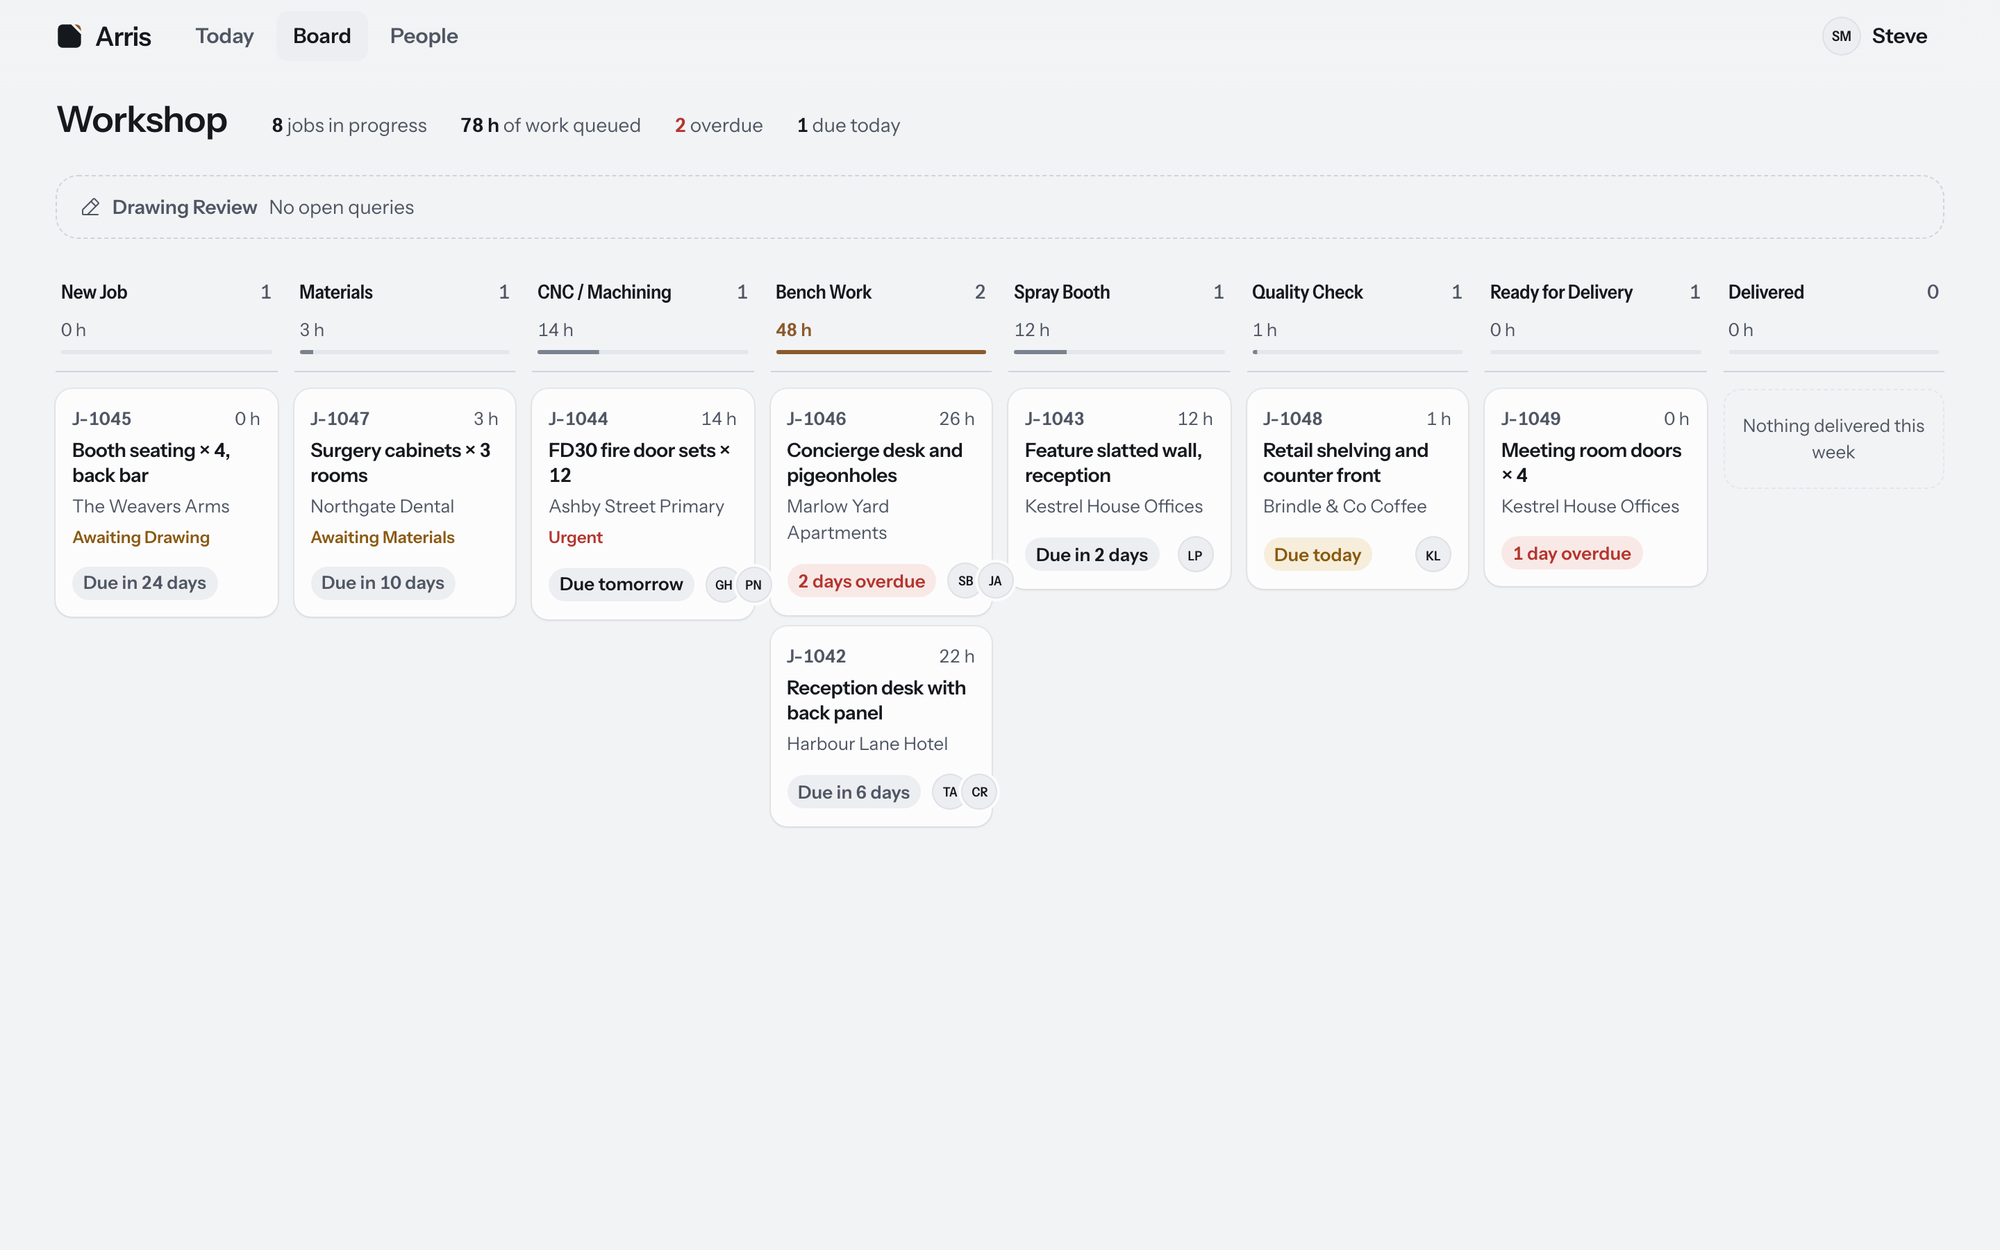 Arris
Today
Board
People
SM
Steve
Workshop
8 jobs in progress
78 h of work queued
2 overdue
1 due today
Drawing Review No open queries
New Job 1
0 h
J-1045 0 h
Booth seating × 4,
back bar
The Weavers Arms
Awaiting Drawing
Due in 24 days
Materials 1
3 h
J-1047 3 h
Surgery cabinets × 3
rooms
Northgate Dental
Awaiting Materials
Due in 10 days
CNC / Machining 1
14 h
J-1044 14 h
FD30 fire door sets ×
12
Ashby Street Primary
Urgent
Due tomorrow GH PN
Bench Work 2
48 h
J-1046 26 h
Concierge desk and
pigeonholes
Marlow Yard
Apartments
2 days overdue SB JA
J-1042 22 h
Reception desk with
back panel
Harbour Lane Hotel
Due in 6 days TA CR
Spray Booth 1
12 h
J-1043 12 h
Feature slatted wall,
reception
Kestrel House Offices
Due in 2 days LP
Quality Check 1
1 h
J-1048 1 h
Retail shelving and
counter front
Brindle & Co Coffee
Due today KL
Ready for Delivery 1
0 h
J-1049 0 h
Meeting room doors
× 4
Kestrel House Offices
1 day overdue
Delivered 0
0 h
Nothing delivered this
week